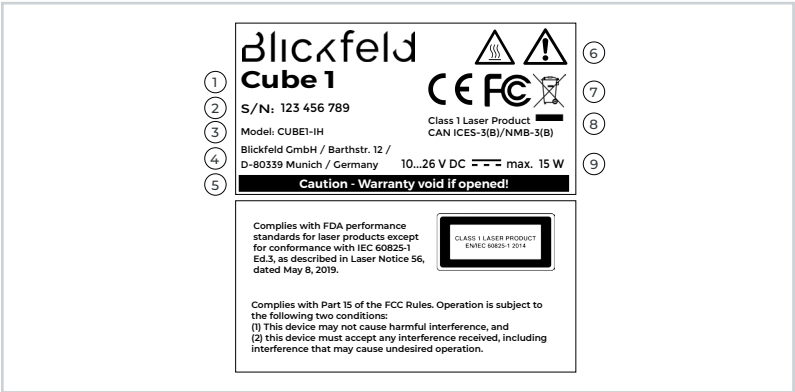 Blickfeld
Cube 1
S/N: 123 456 789
Model: CUBE1-IH
Blickfeld GmbH / Barthstr. 12 /
D-80339 Munich / Germany
CE FC
Class 1 Laser Product
CAN ICES-3(B)/NMB-3(B)
10...26 V DC max. 15 W
Caution - Warranty void if opened!
1
2
3
4
5
6
7
8
9
Complies with FDA performance
standards for laser products except
for conformance with IEC 60825-1
Ed.3, as described in Laser Notice 56,
dated May 8, 2019.
CLASS 1 LASER PRODUCT
EN/IEC 60825-1 2014
Complies with Part 15 of the FCC Rules. Operation is subject to
the following two conditions:
(1) This device may not cause harmful interference, and
(2) this device must accept any interference received, including
interference that may cause undesired operation.